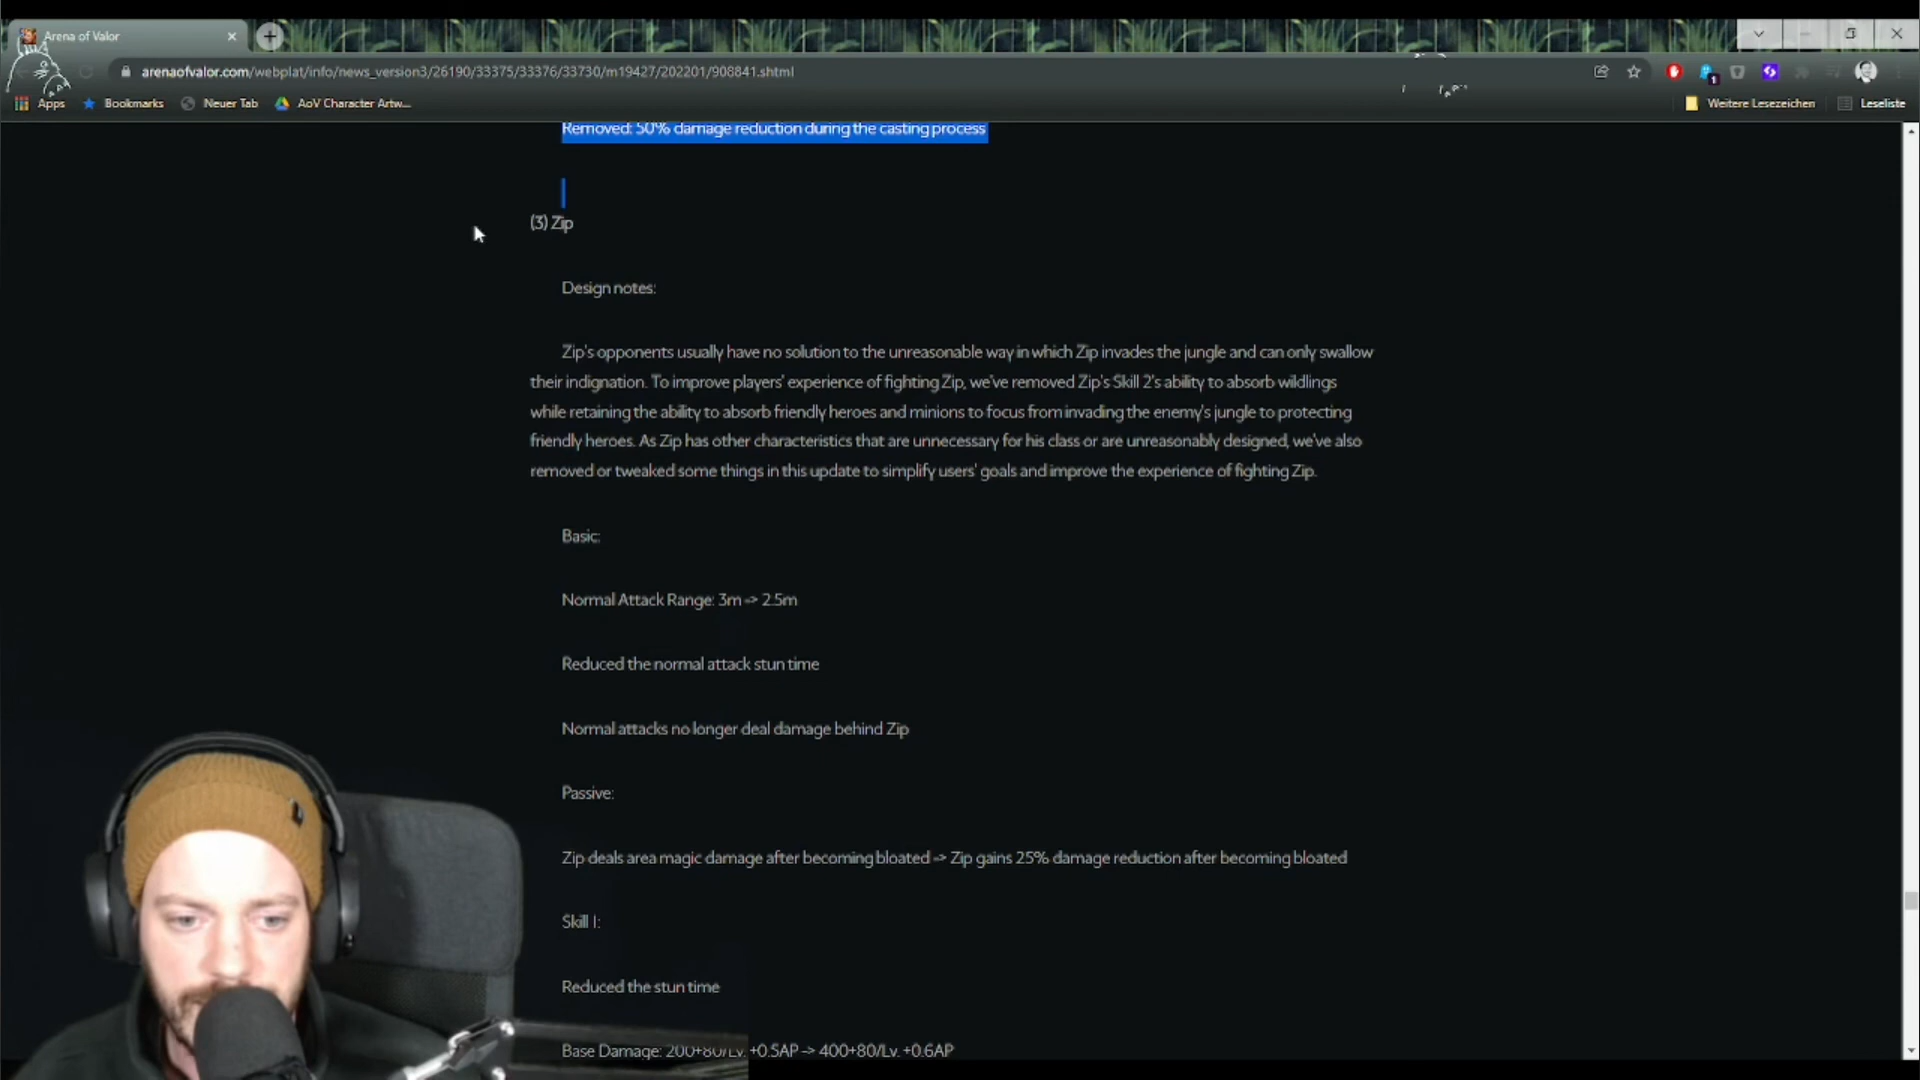 Arena of Valor
arenaofvalor.com/webplat/info/news_version3/26190/33375/33376/33730/m19427/202201/908841.shtml
1
Apps
Bookmarks
Neuer Tab
AoV Character Artw...
Weitere Lesezeichen
Leseliste
Removed: 50% damage reduction during the casting process
(3) Zip
Design notes:
Zip's opponents usually have no solution to the unreasonable way in which Zip invades the jungle and can only swallow
their indignation. To improve players' experience of fighting Zip, we've removed Zip's Skill 2's ability to absorb wildlings
while retaining the ability to absorb friendly heroes and minions to focus from invading the enemy's jungle to protecting
friendly heroes. As Zip has other characteristics that are unnecessary for his class or are unreasonably designed, we've also
removed or tweaked some things in this update to simplify users' goals and improve the experience of fighting Zip.
Basic:
Normal Attack Range: 3m => 2.5m
Reduced the normal attack stun time
Normal attacks no longer deal damage behind Zip
Passive:
Zip deals area magic damage after becoming bloated => Zip gains 25% damage reduction after becoming bloated
Skill 1:
Reduced the stun time
Base Damage: 200+80/Lv. +0.5AP => 400+80/Lv. +0.6AP